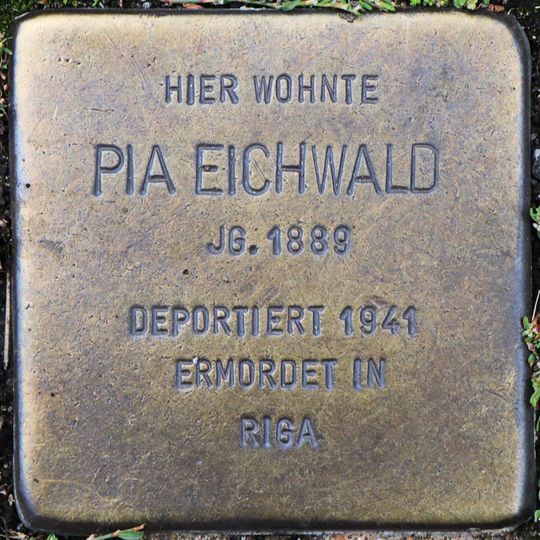 HIER WOHNTE
PIA EICHWALD
JG. 1889
DEPORTIERT 1941
ERMORDET IN
RIGA